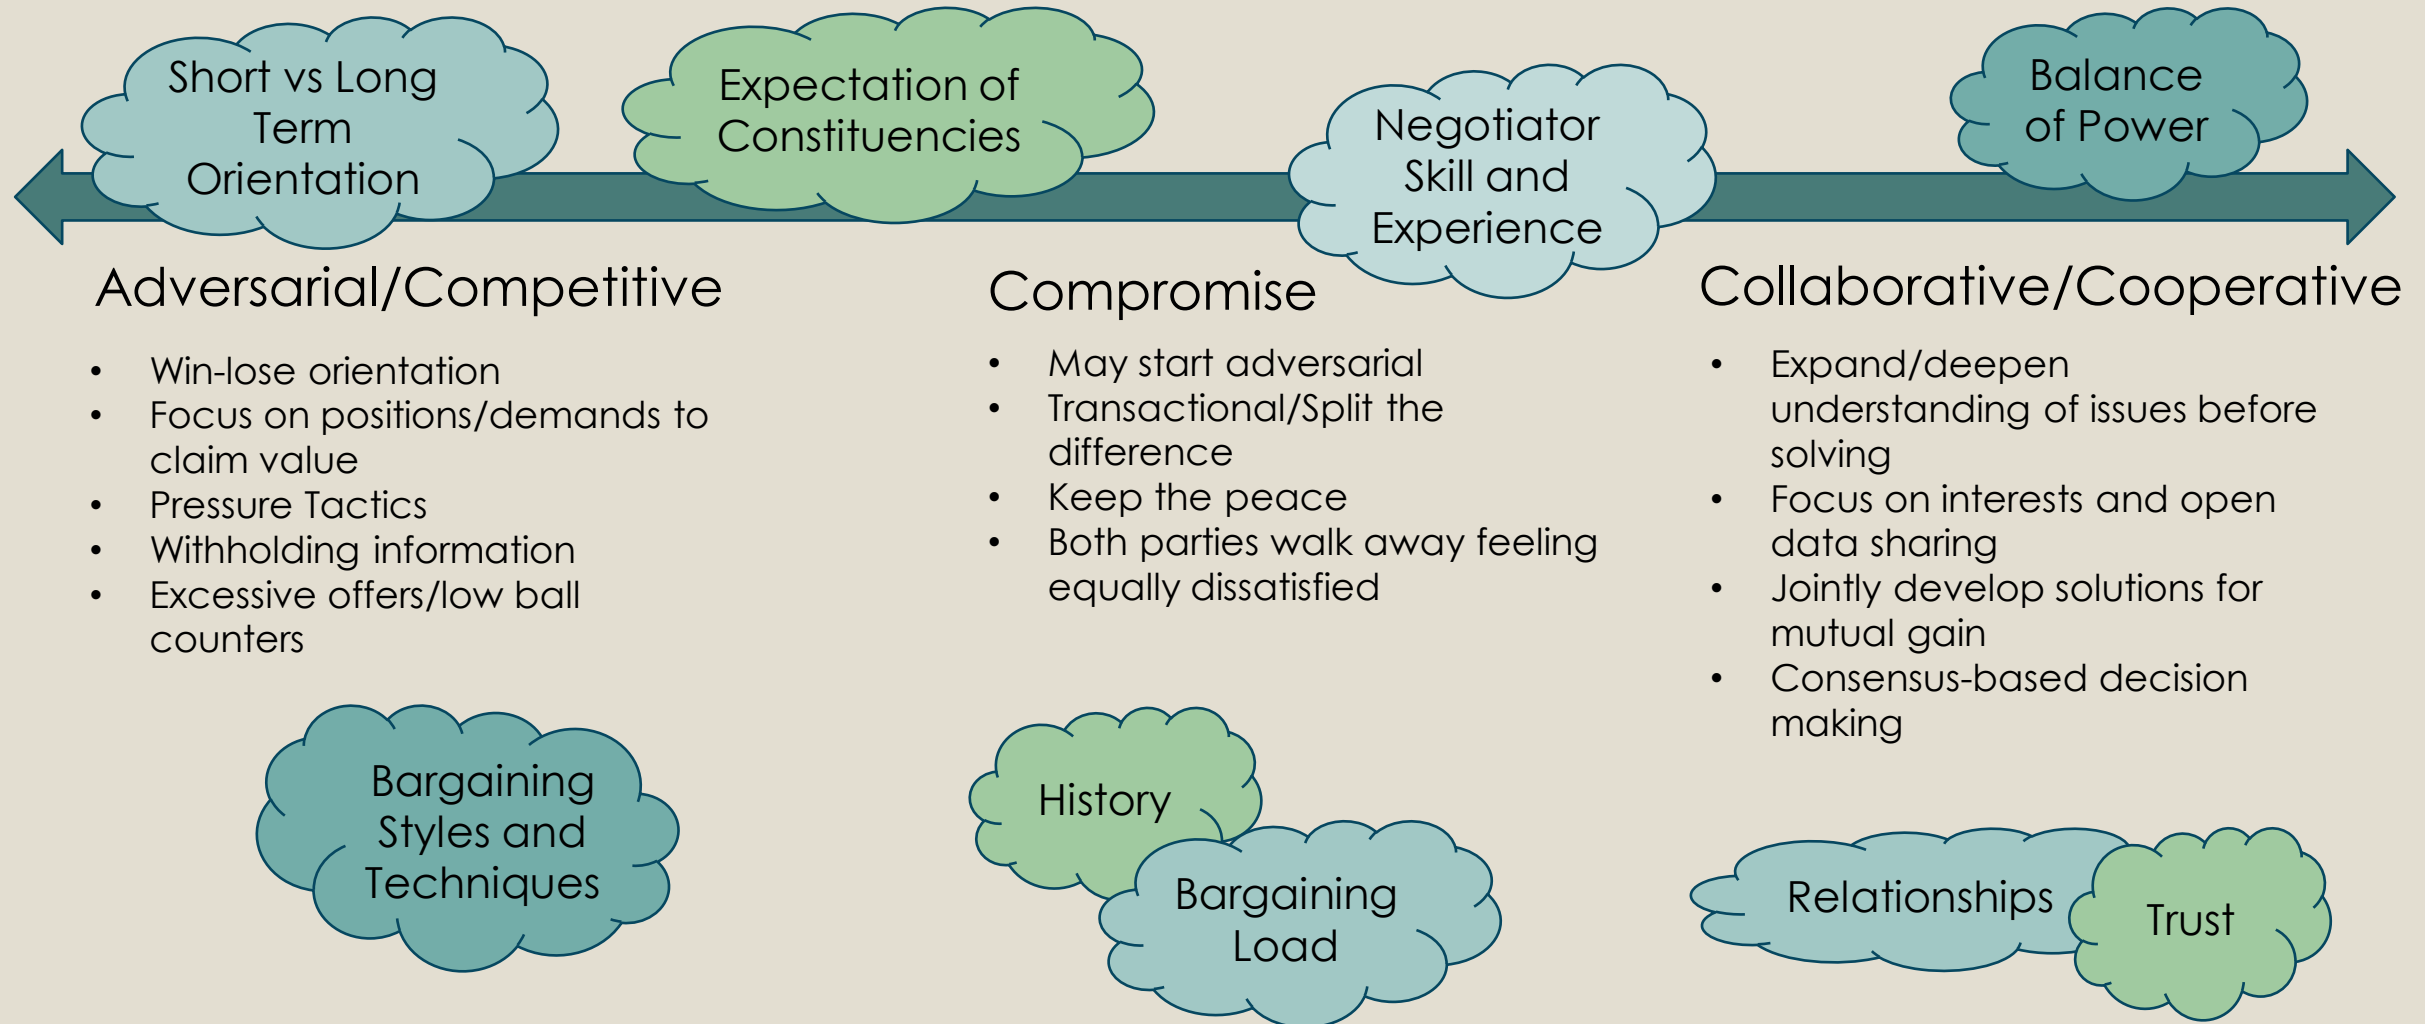 Short vs Long
Term
Orientation
Expectation of
Constituencies
Negotiator
Skill and
Experience
Balance
of Power
Adversarial/Competitive
• Win-lose orientation
• Focus on positions/demands to
claim value
• Pressure Tactics
• Withholding information
• Excessive offers/low ball
counters
Compromise
• May start adversarial
• Transactional/Split the
difference
• Keep the peace
• Both parties walk away feeling
equally dissatisfied
Collaborative/Cooperative
• Expand/deepen
understanding of issues before
solving
• Focus on interests and open
data sharing
• Jointly develop solutions for
mutual gain
• Consensus-based decision
making
Bargaining
Styles and
Techniques
History
Bargaining
Load
Relationships
Trust